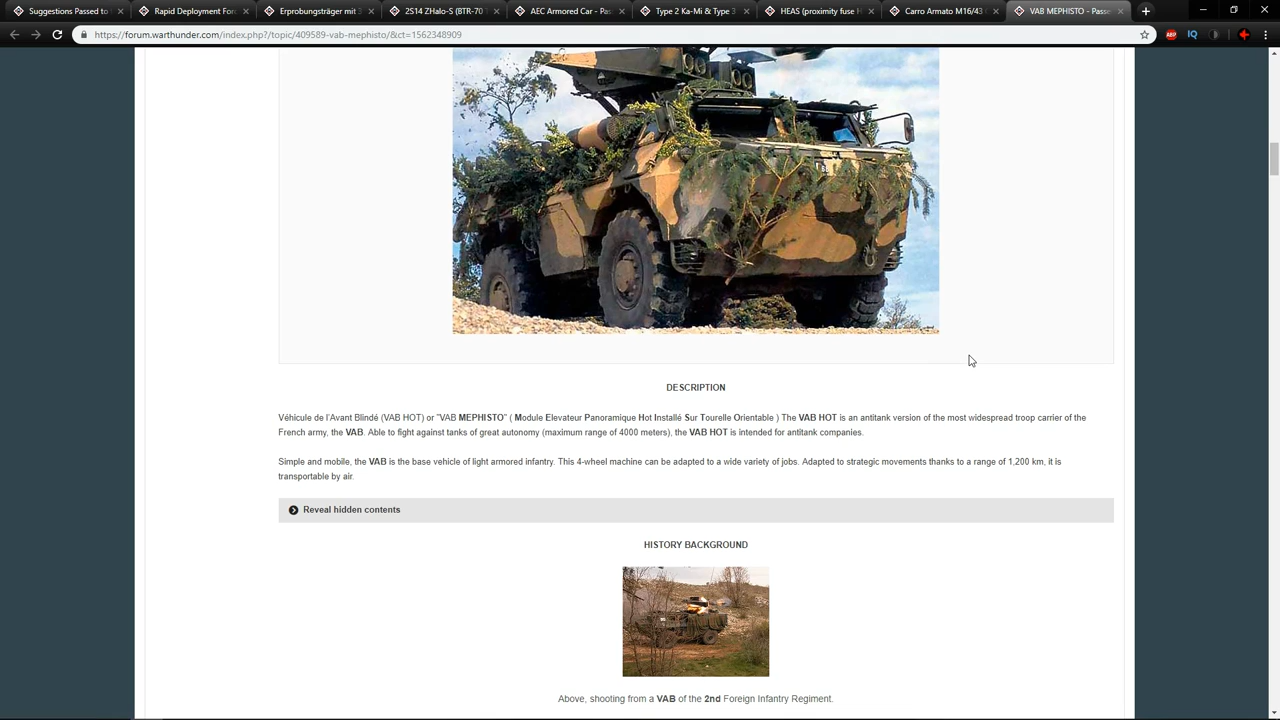 Suggestions Passed to
Rapid Deployment For
Erprobungsträger mit 3
2S14 ZHalo-S (BTR-70
AEC Armored Car - Pas
Type 2 Ka-Mi & Type 3
HEAS (proximity fuse H
Carro Armato M16/43
VAB MEPHISTO - Passe
https://forum.warthunder.com/index.php?/topic/409589-vab-mephisto/&ct=1562348909
ABP
IQ
DESCRIPTION
Véhicule de l'Avant Blindé (VAB HOT) or "VAB MEPHISTO" ( Module Elevateur Panoramique Hot Installé Sur Tourelle Orientable ) The VAB HOT is an antitank version of the most widespread troop carrier of the
French army, the VAB. Able to fight against tanks of great autonomy (maximum range of 4000 meters), the VAB HOT is intended for antitank companies.
Simple and mobile, the VAB is the base vehicle of light armored infantry. This 4-wheel machine can be adapted to a wide variety of jobs. Adapted to strategic movements thanks to a range of 1,200 km, it is
transportable by air.
Reveal hidden contents
HISTORY BACKGROUND
Above, shooting from a VAB of the 2nd Foreign Infantry Regiment.